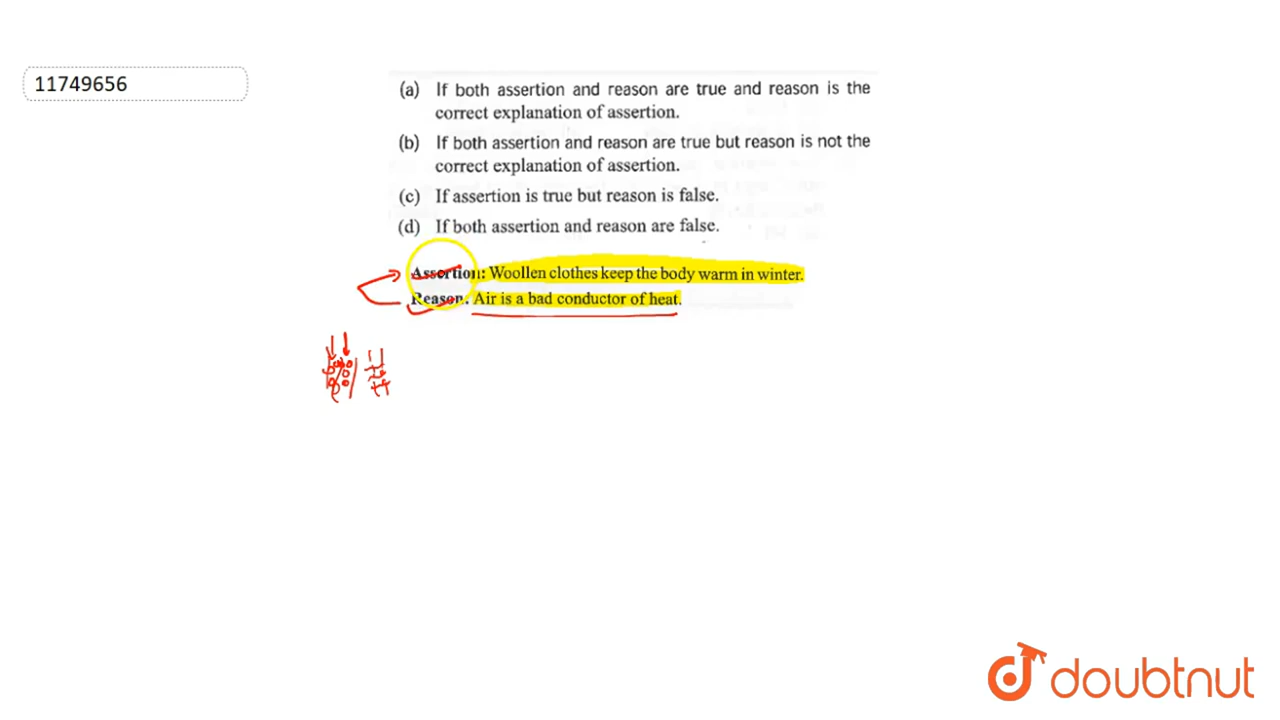 11749656
(a) If both assertion and reason are true and reason is the
correct explanation of assertion.
(b) If both assertion and reason are true but reason is not the
correct explanation of assertion.
(c) If assertion is true but reason is false.
(d) If both assertion and reason are false.
Assertion: Woollen clothes keep the body warm in winter.
Reason. Air is a bad conductor of heat.
doubtnut